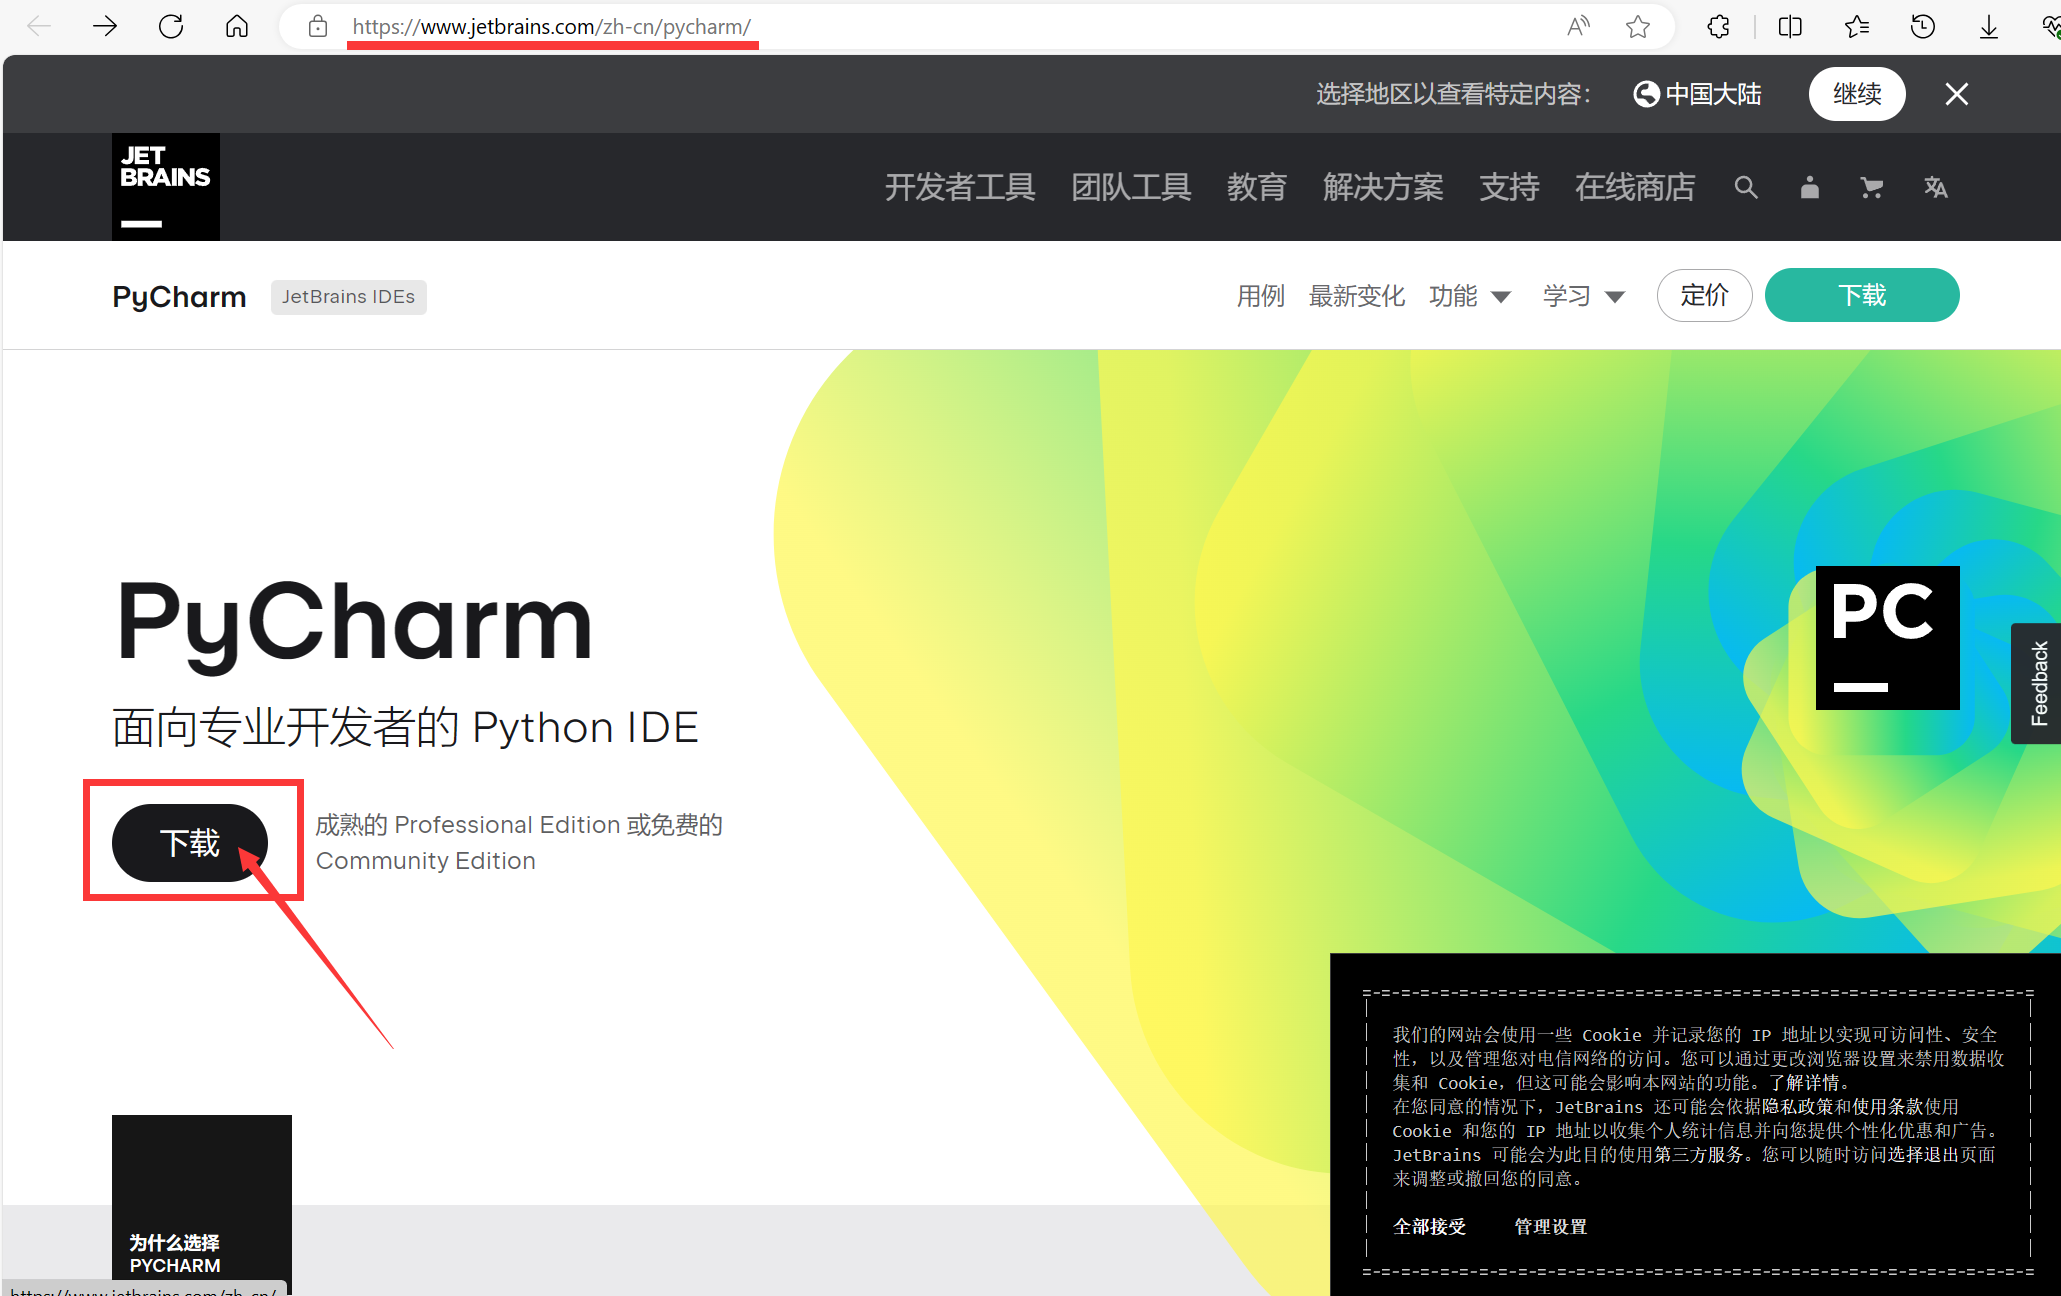 https://www.jetbrains.com/zh-cn/pycharm/
选择地区以查看特定内容：
中国大陆
继续
JET
BRAINS
开发者工具
团队工具
教育
解决方案
支持
在线商店
PyCharm
JetBrains IDEs
用例
最新变化
功能
学习
定价
下载
PyCharm
面向专业开发者的 Python IDE
下载
成熟的 Professional Edition 或免费的
Community Edition
PC
Feedback
我们的网站会使用一些 Cookie 并记录您的 IP 地址以实现可访问性、安全
性，以及管理您对电信网络的访问。您可以通过更改浏览器设置来禁用数据收
集和 Cookie，但这可能会影响本网站的功能。了解详情。
在您同意的情况下，JetBrains 还可能会依据隐私政策和使用条款使用
Cookie 和您的 IP 地址以收集个人统计信息并向您提供个性化优惠和广告。
JetBrains 可能会为此目的使用第三方服务。您可以随时访问选择退出页面
来调整或撤回您的同意。
全部接受
管理设置
为什么选择
PYCHARM
https://www.jetbrains.com/zh-cn/